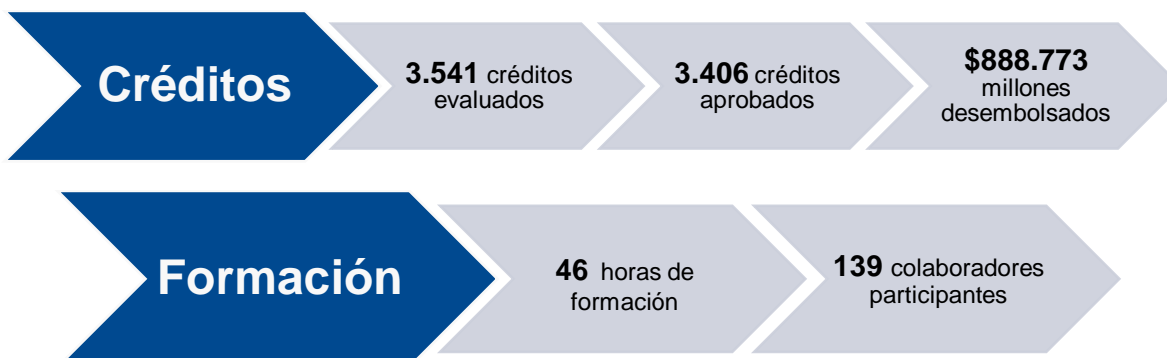 Créditos
3.541 créditos
evaluados
3.406 créditos
aprobados
$888.773
millones
desembolsados
Formación
46 horas de
formación
139 colaboradores
participantes